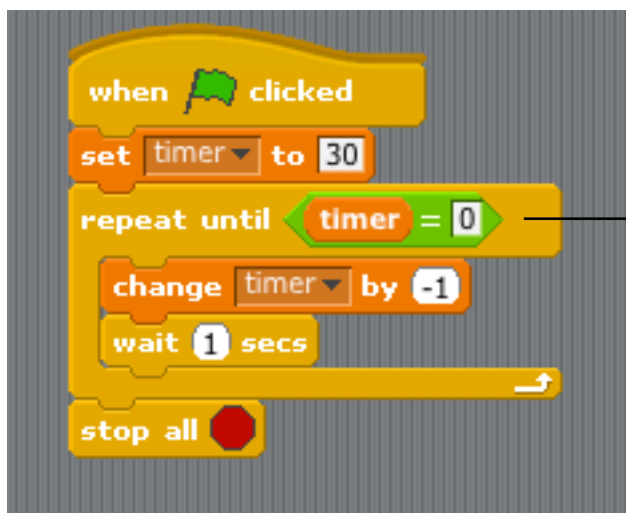 when clicked
set timer to 30
repeat until timer = 0
change timer by -1
wait 1 secs
stop all